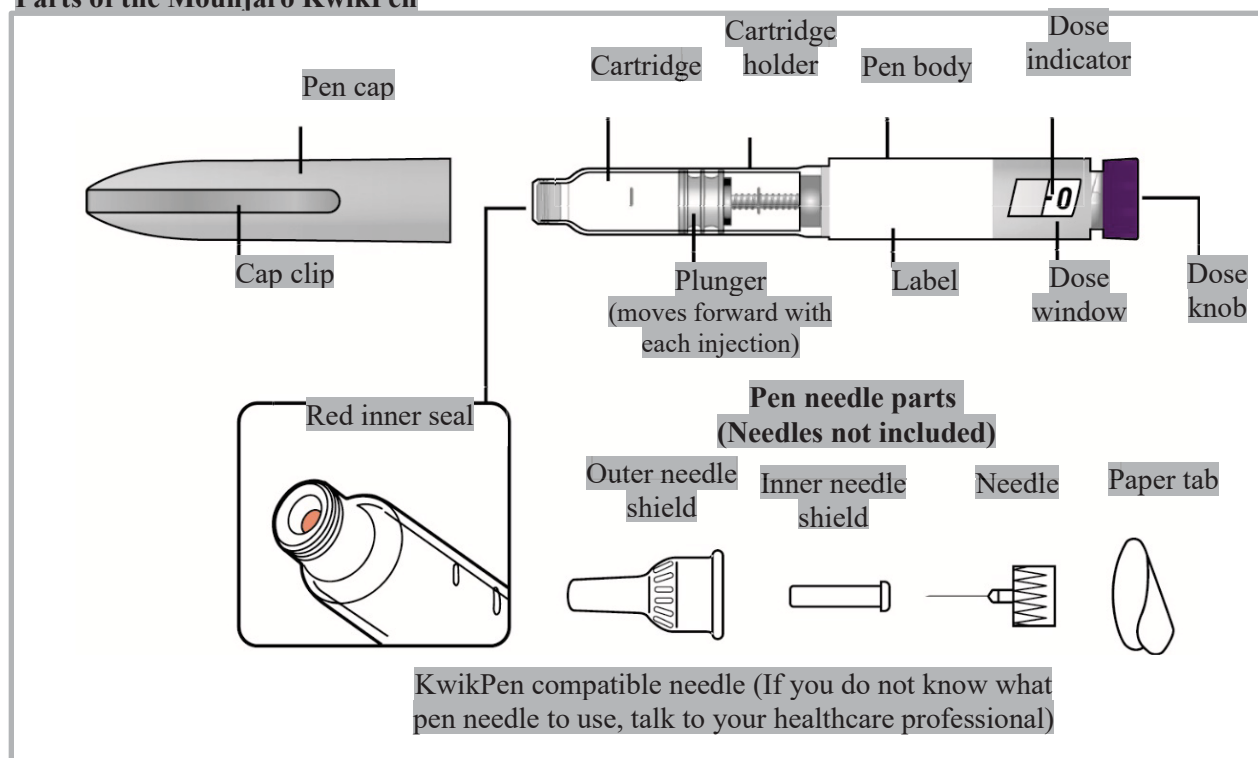 Parts of the Mounjaro KwikPen
Pen cap
Cartridge
Cartridge
holder
Pen body
Dose
indicator
Cap clip
Plunger
(moves forward with
each injection)
Label
Dose
window
Dose
knob
-0
Red inner seal
Pen needle parts
(Needles not included)
Outer needle
shield
Inner needle
shield
Needle
Paper tab
KwikPen compatible needle (If you do not know what
pen needle to use, talk to your healthcare professional)